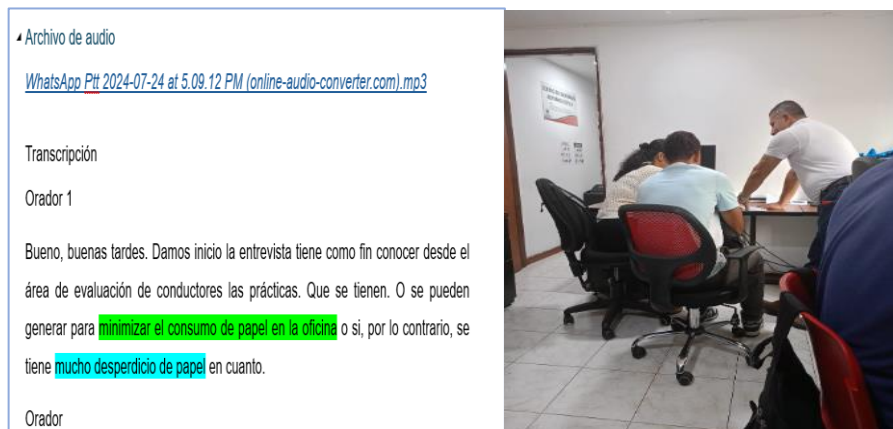 Archivo de audio
WhatsApp Ptt 2024-07-24 at 5.09.12 PM (online-audio-converter.com).mp3
Transcripción
Orador 1
Bueno, buenas tardes. Damos inicio la entrevista tiene como fin conocer desde el
área de evaluación de conductores las prácticas. Que se tienen. O se pueden
generar para minimizar el consumo de papel en la oficina o si, por lo contrario, se
tiene mucho desperdicio de papel en cuanto.
Orador